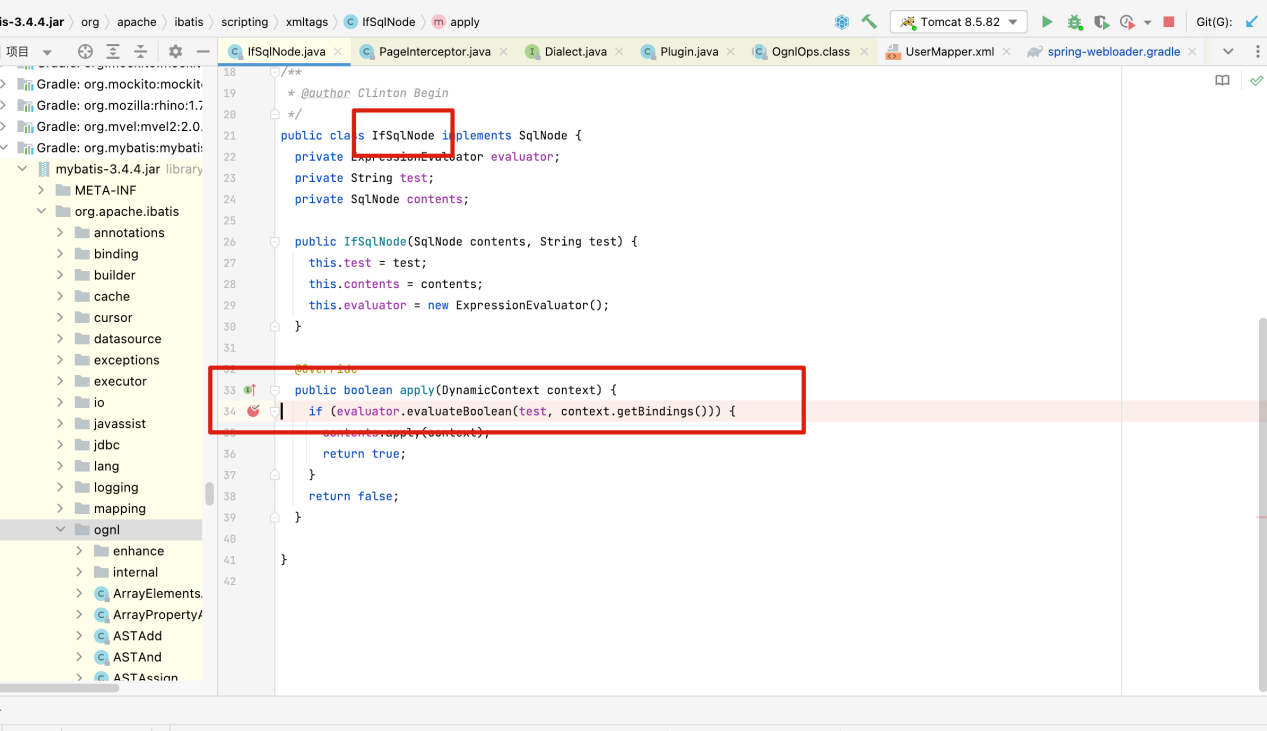 is-3.4.4.jar org apache ibatis scripting xmltags IfSqlNode apply Tomcat 8.5.82 Git(G):
项目 IfSqlNode.java PageInterceptor.java Dialect.java Plugin.java OgnlOps.class UserMapper.xml spring-webloader.gradle
Gradle: org.mockito:mockit
Gradle: org.mockito:mockit
Gradle: org.mozilla:rhino:1.7
Gradle: org.mvel:mvel2:2.0.
Gradle: org.mybatis:mybatis
mybatis-3.4.4.jar library
META-INF
org.apache.ibatis
annotations
binding
builder
cache
cursor
datasource
exceptions
executor
io
javassist
jdbc
lang
logging
mapping
ognl
enhance
internal
ArrayElements
ArrayPropertyA
ASTAdd
ASTAnd
ASTAssign
18 /**
19 * @author Clinton Begin
20 */
21 public class IfSqlNode implements SqlNode {
22 private ExpressionEvaluator evaluator;
23 private String test;
24 private SqlNode contents;
25
26 public IfSqlNode(SqlNode contents, String test) {
27 this.test = test;
28 this.contents = contents;
29 this.evaluator = new ExpressionEvaluator();
30 }
31
32 @Override
33 public boolean apply(DynamicContext context) {
34 if (evaluator.evaluateBoolean(test, context.getBindings())) {
35 contents.apply(context);
36 return true;
37 }
38 return false;
39 }
40
41 }
42